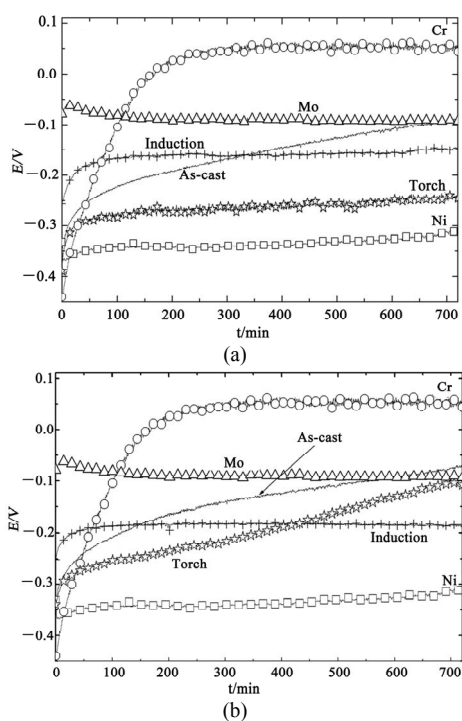 0.1
Cr
0.0
Mo
−0.1
Induction
As-cast
−0.2
Torch
−0.3
Ni
−0.4
E/V
0 100 200 300 400 500 600 700
t/min
(a)
0.1
Cr
As-cast
0.0
Mo
−0.1
−0.2
Induction
Torch
−0.3
Ni
−0.4
E/V
0 100 200 300 400 500 600 700
t/min
(b)